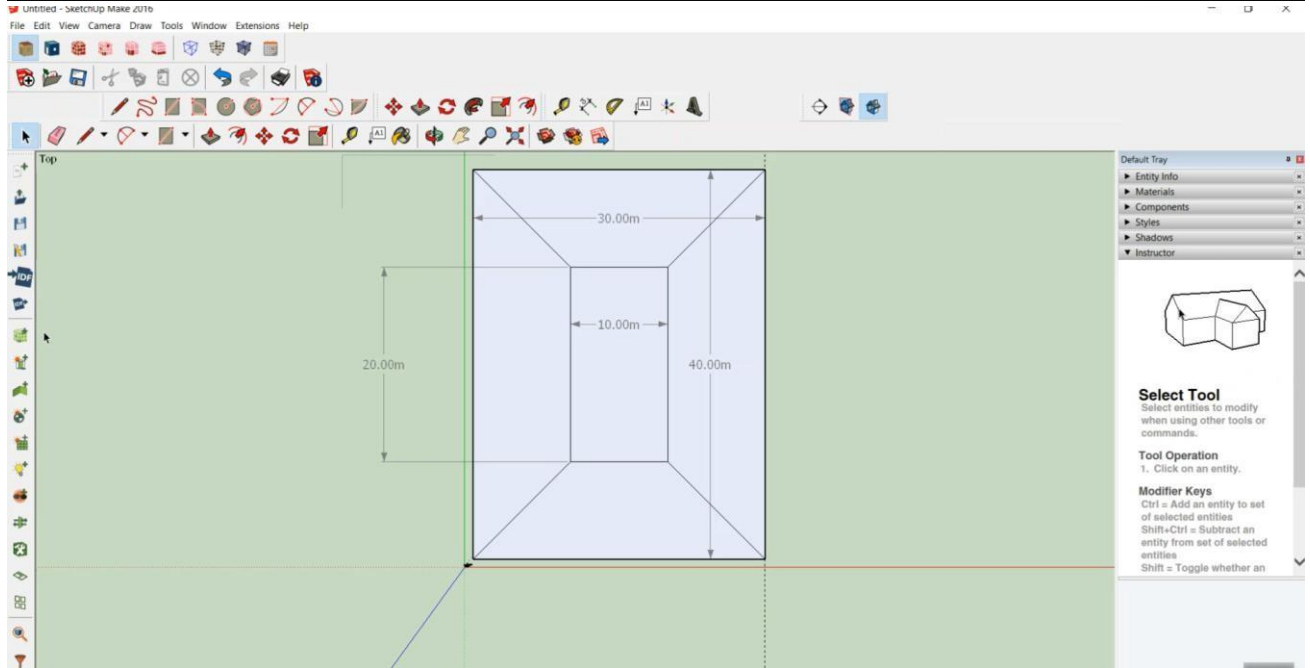 Untitled - SketchUp Make 2016
File Edit View Camera Draw Tools Window Extensions Help
A1
A1
Top
IDF
30.00m
10.00m
20.00m
40.00m
Default Tray
Entity Info
Materials
Components
Styles
Shadows
Instructor
Select Tool
Select entities to modify
when using other tools or
commands.
Tool Operation
1. Click on an entity.
Modifier Keys
Ctrl = Add an entity to set
of selected entities
Shift+Ctrl = Subtract an
entity from set of selected
entities
Shift = Toggle whether an